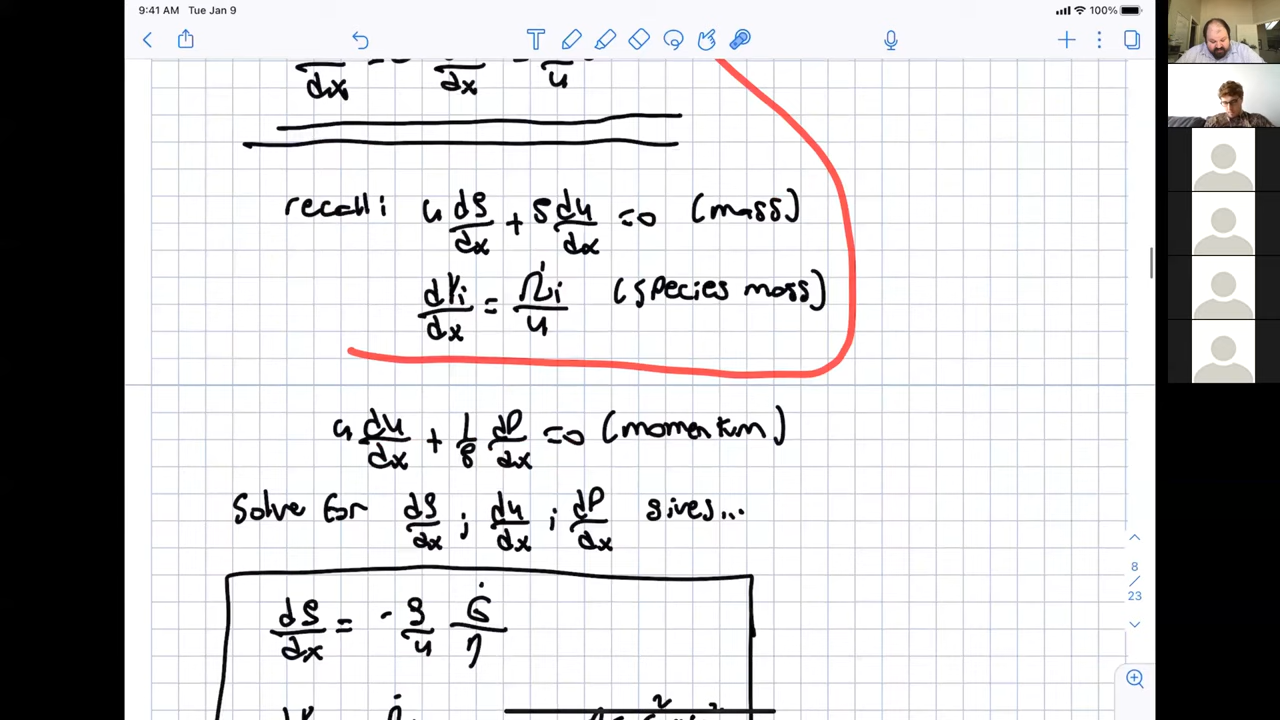 9:41 AM Tue Jan 9
100%
dx dx u
recall: u dρ/dx + ρ du/dx = 0 (mass)
dYi/dx = Ω̇i/u (species mass)
u du/dx + 1/ρ dP/dx = 0 (momentum)
Solve for dρ/dx ; du/dx ; dP/dx gives...
dρ/dx = - ρ/u σ̇/η
8
/
23